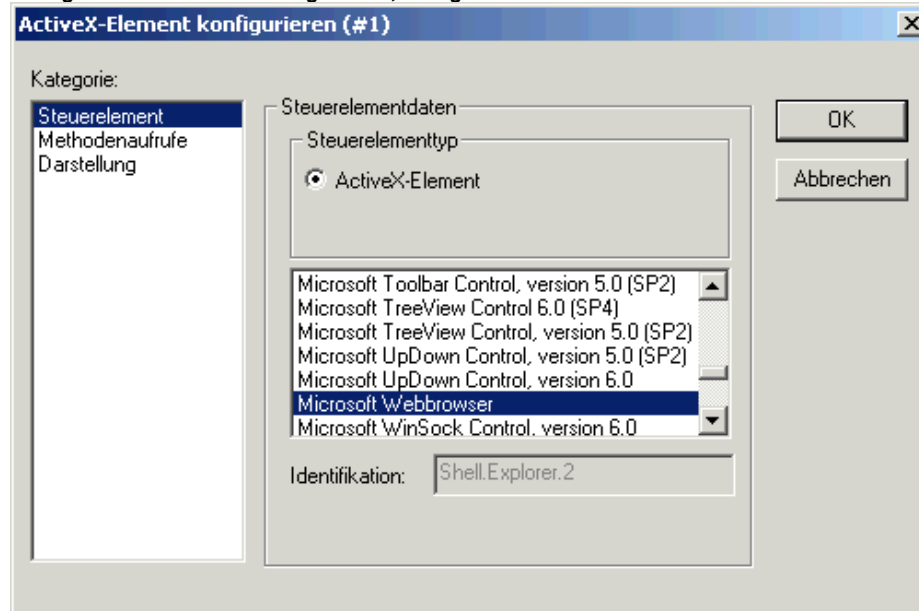 ActiveX-Element konfigurieren (#1)
Kategorie:
Steuerelement
Methodenaufrufe
Darstellung
Steuerelementdaten
Steuerelementtyp
ActiveX-Element
Microsoft Toolbar Control, version 5.0 (SP2)
Microsoft TreeView Control 6.0 (SP4)
Microsoft TreeView Control, version 5.0 (SP2)
Microsoft UpDown Control, version 5.0 (SP2)
Microsoft UpDown Control, version 6.0
Microsoft Webbrowser
Microsoft WinSock Control, version 6.0
Identifikation:
Shell.Explorer.2
OK
Abbrechen